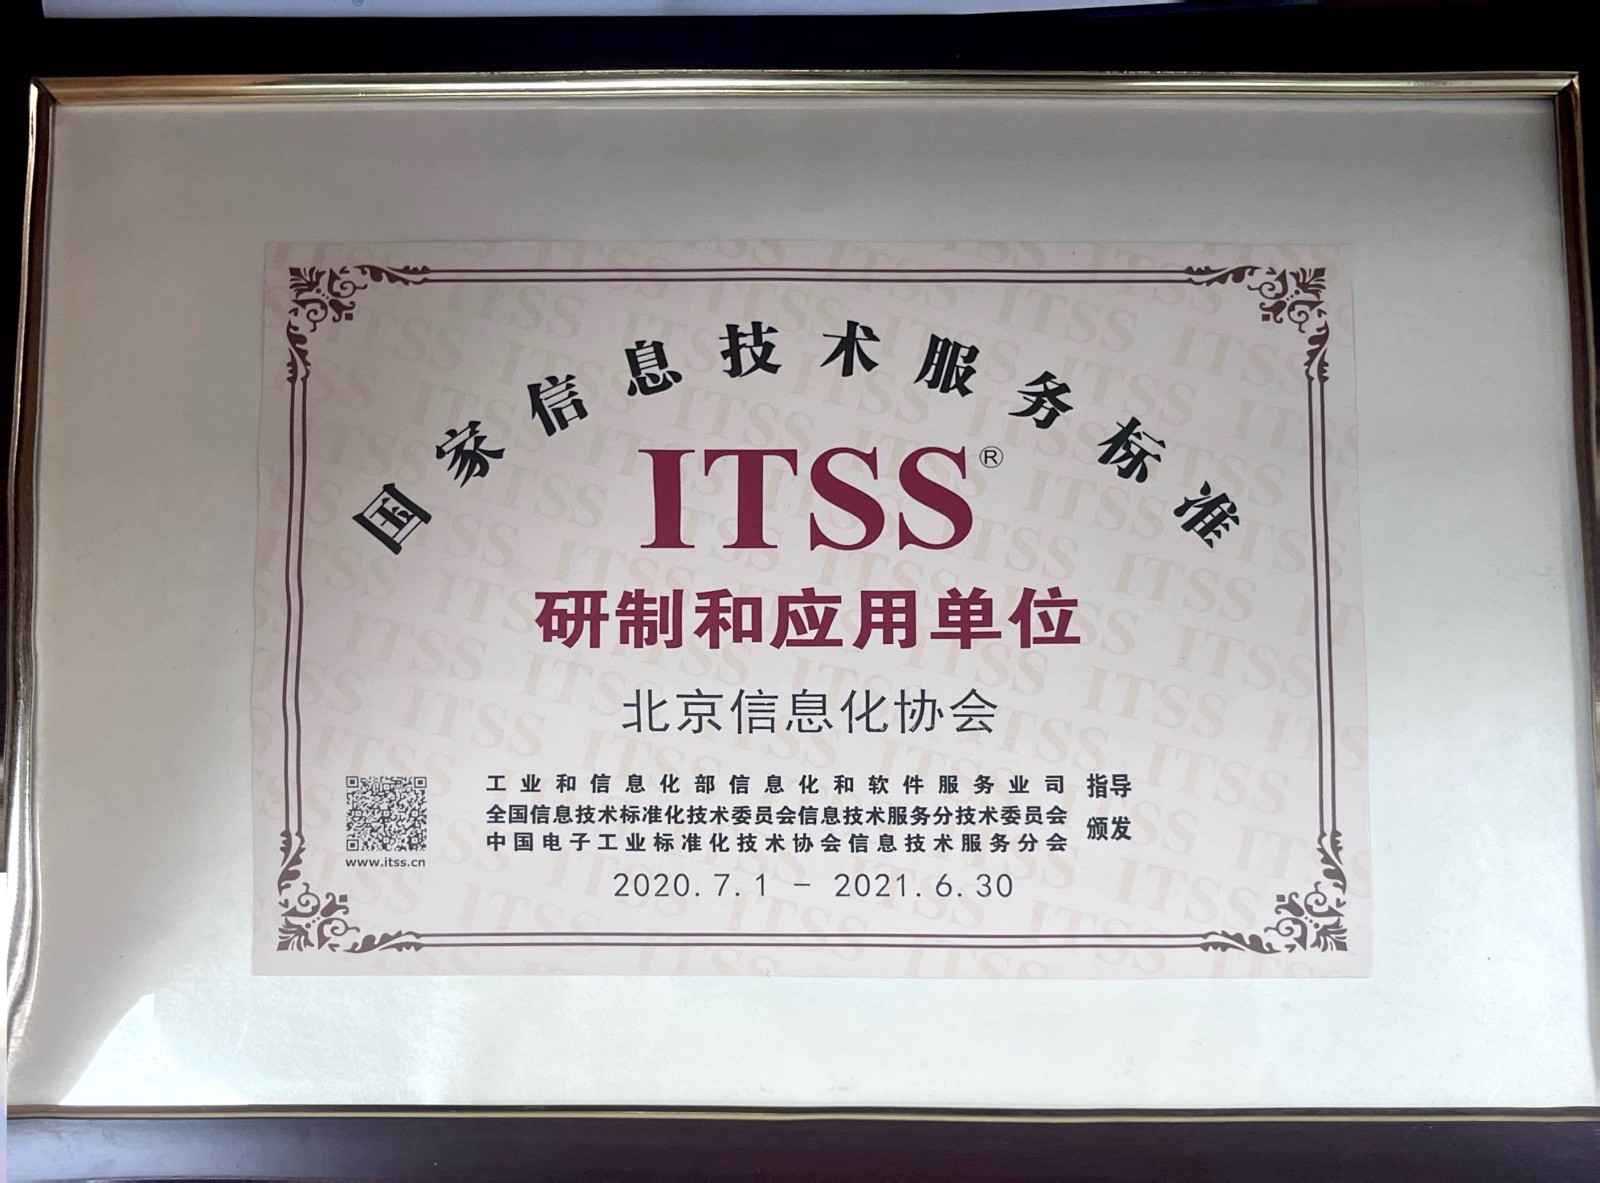 国家信息技术服务标准
ITSS®
研制和应用单位
北京信息化协会
工业和信息化部信息化和软件服务业司 指导
全国信息技术标准化技术委员会信息技术服务分技术委员会
中国电子工业标准化技术协会信息技术服务分会 颁发
www.itss.cn
2020.7.1 - 2021.6.30